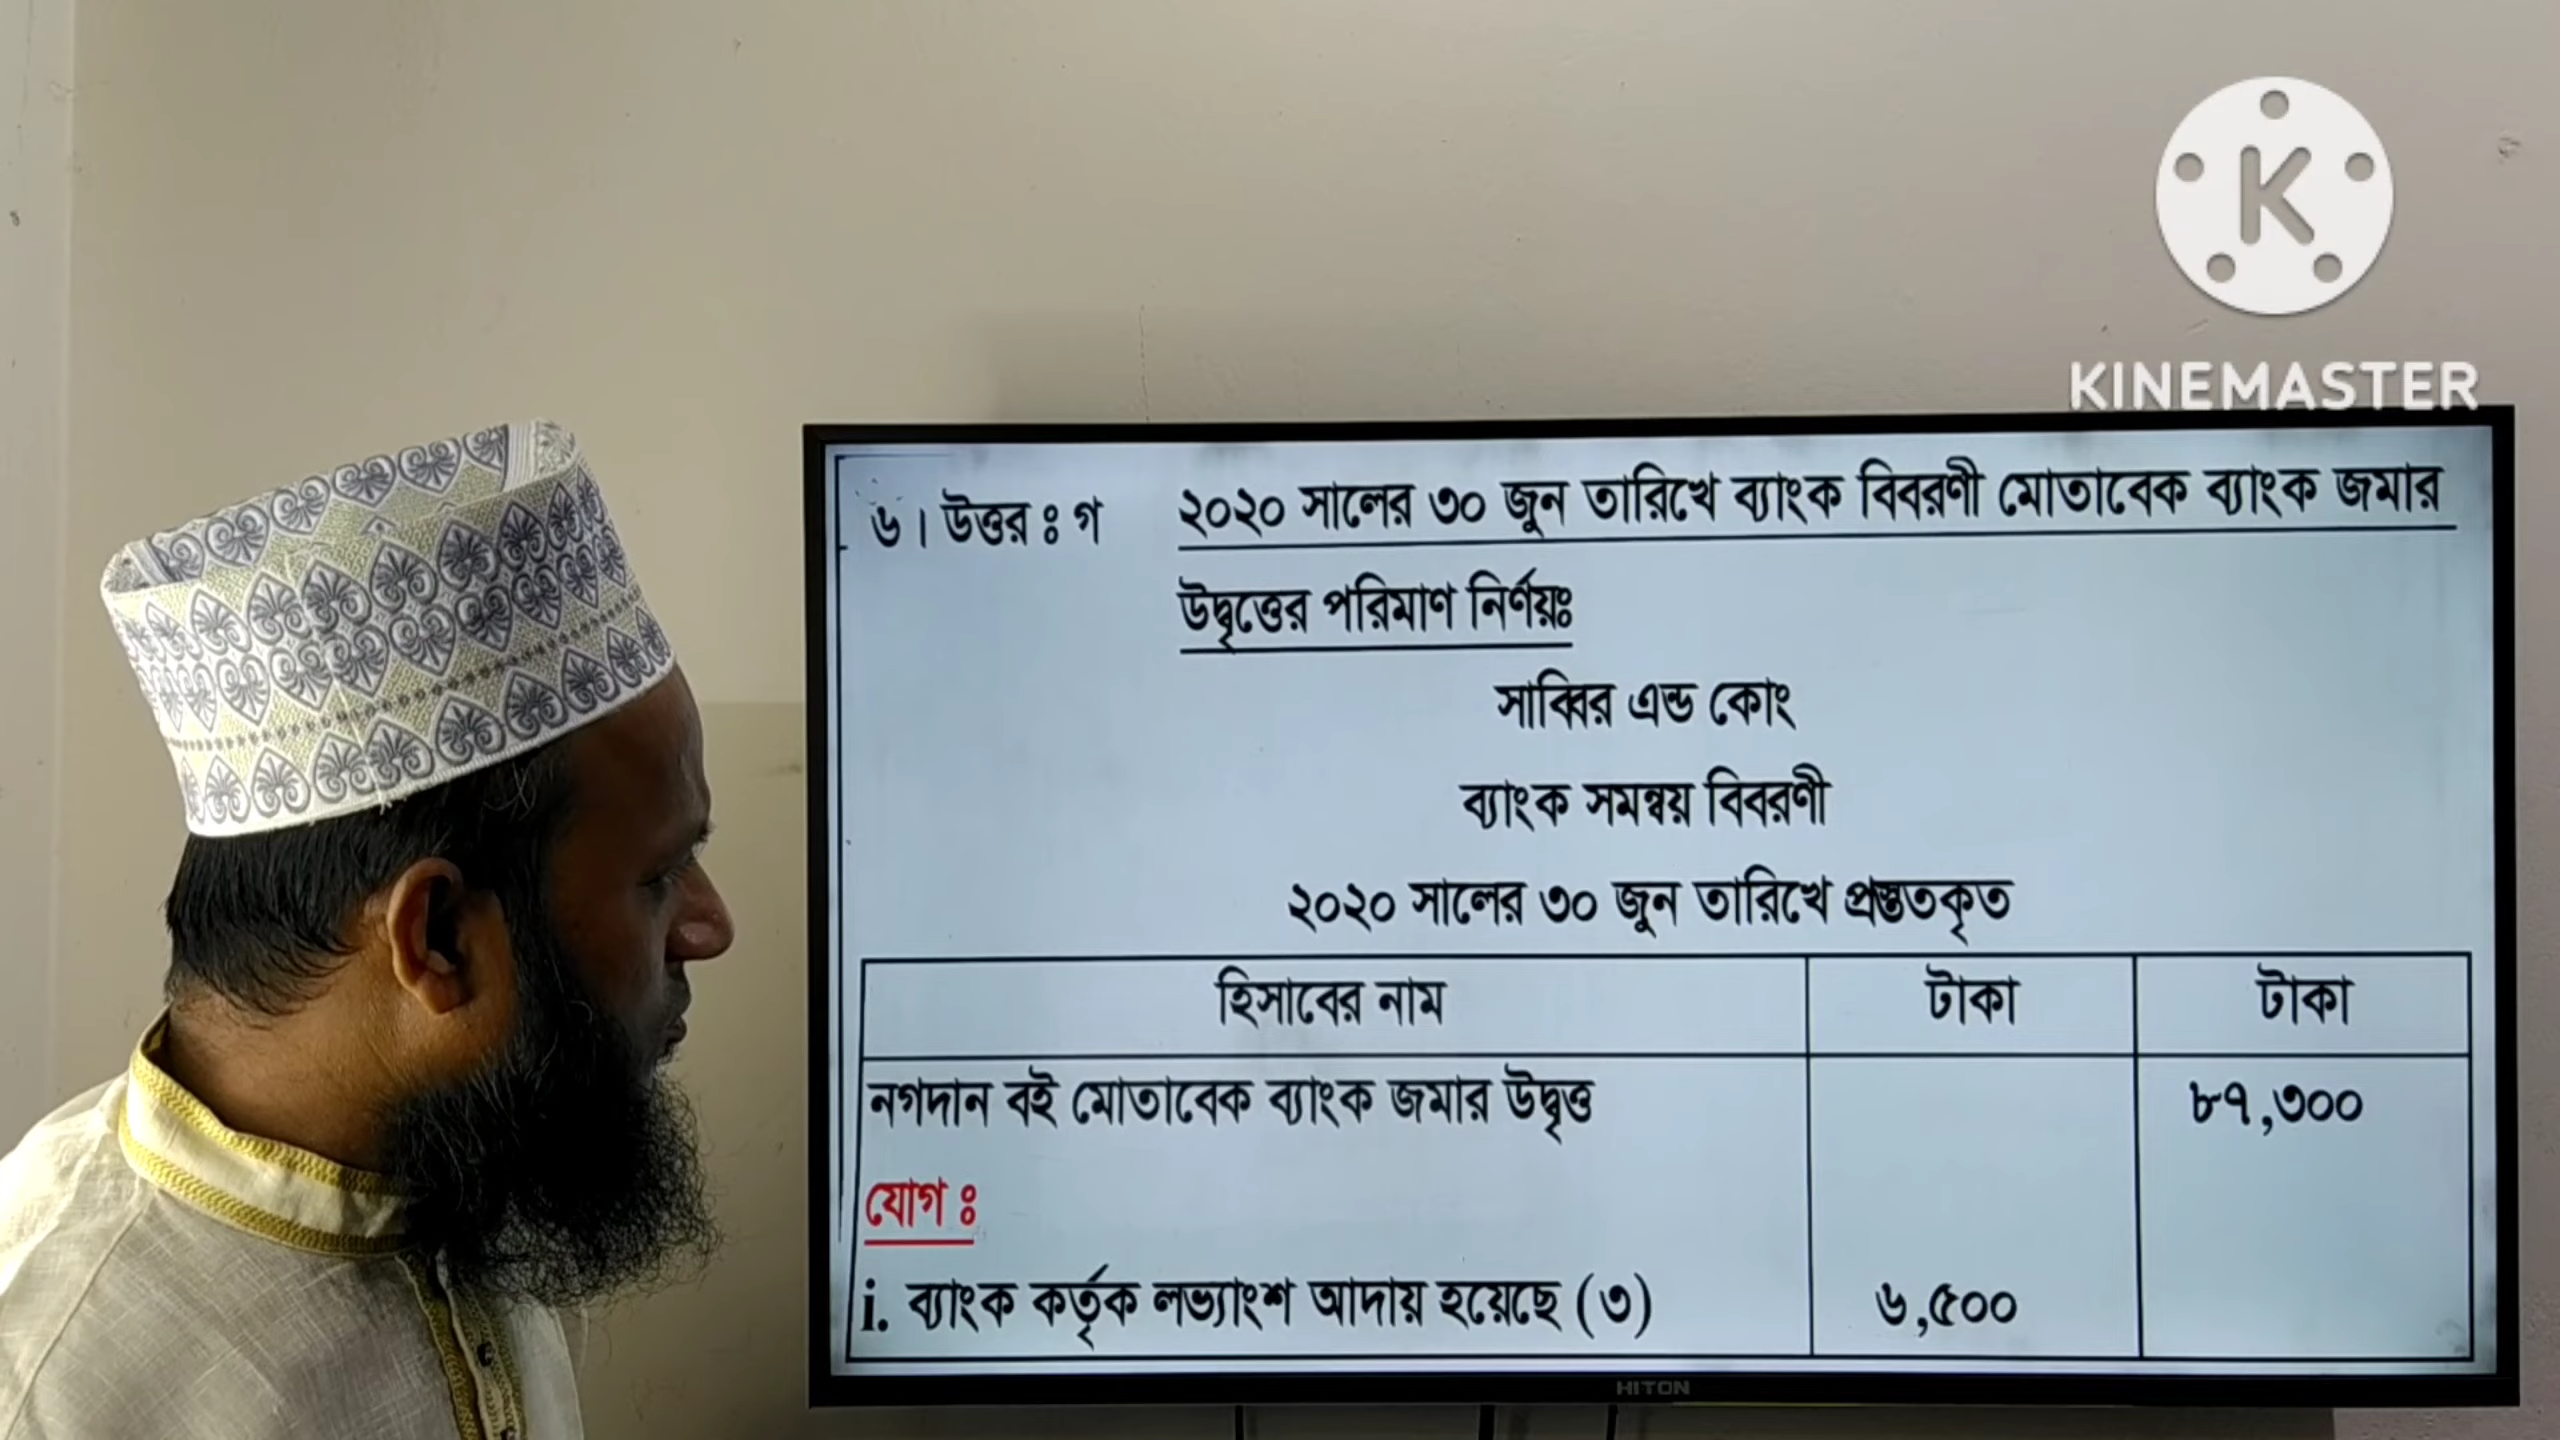 KINEMASTER
৬। উত্তর ঃ গ ২০২০ সালের ৩০ জুন তারিখে ব্যাংক বিবরণী মোতাবেক ব্যাংক জমার
উদ্বৃত্তের পরিমাণ নির্ণয়ঃ
সাব্বির এন্ড কোং
ব্যাংক সমন্বয় বিবরণী
২০২০ সালের ৩০ জুন তারিখে প্রস্তুতকৃত
হিসাবের নাম টাকা টাকা
নগদান বই মোতাবেক ব্যাংক জমার উদ্বৃত্ত ৮৭,৩০০
যোগ ঃ
i. ব্যাংক কর্তৃক লভ্যাংশ আদায় হয়েছে (৩) ৬,৫০০
HITON